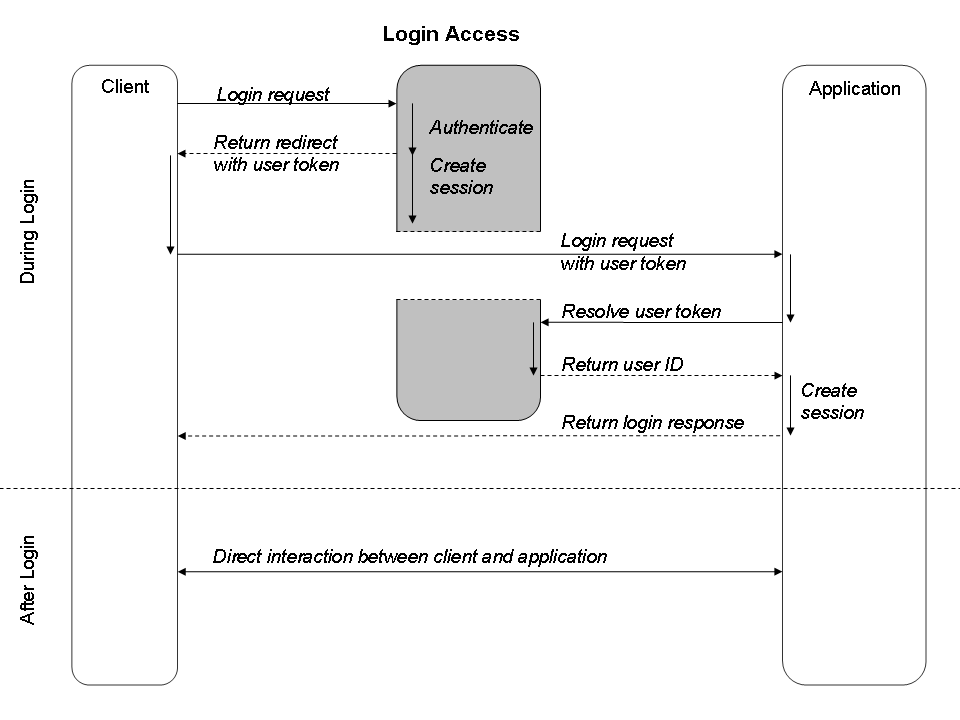 Login Access
Client
Application
Login request
Authenticate
Return redirect
with user token
Create
session
During Login
Login request
with user token
Resolve user token
Return user ID
Create
session
Return login response
After Login
Direct interaction between client and application